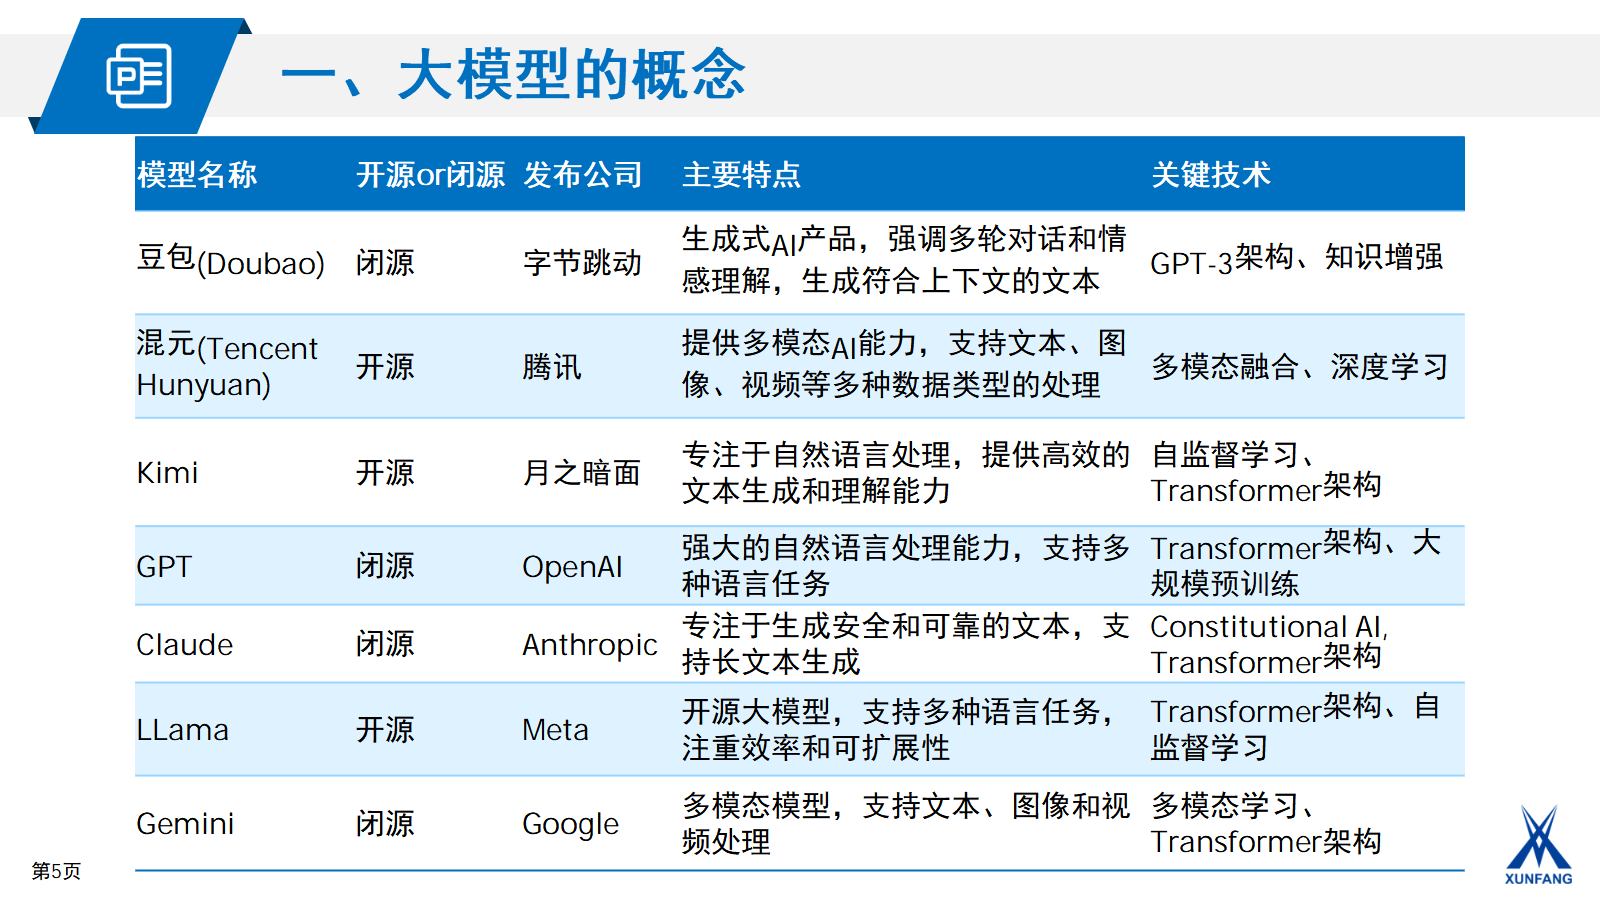 一、大模型的概念
模型名称 开源or闭源 发布公司 主要特点 关键技术
豆包(Doubao) 闭源 字节跳动 生成式AI产品，强调多轮对话和情
感理解，生成符合上下文的文本 GPT-3架构、知识增强
混元(Tencent
Hunyuan) 开源 腾讯 提供多模态AI能力，支持文本、图
像、视频等多种数据类型的处理 多模态融合、深度学习
Kimi 开源 月之暗面 专注于自然语言处理，提供高效的
文本生成和理解能力 自监督学习、
Transformer架构
GPT 闭源 OpenAI 强大的自然语言处理能力，支持多
种语言任务 Transformer架构、大
规模预训练
Claude 闭源 Anthropic 专注于生成安全和可靠的文本，支
持长文本生成 Constitutional AI,
Transformer架构
LLama 开源 Meta 开源大模型，支持多种语言任务，
注重效率和可扩展性 Transformer架构、自
监督学习
Gemini 闭源 Google 多模态模型，支持文本、图像和视
频处理 多模态学习、
Transformer架构
第5页
XUNFANG